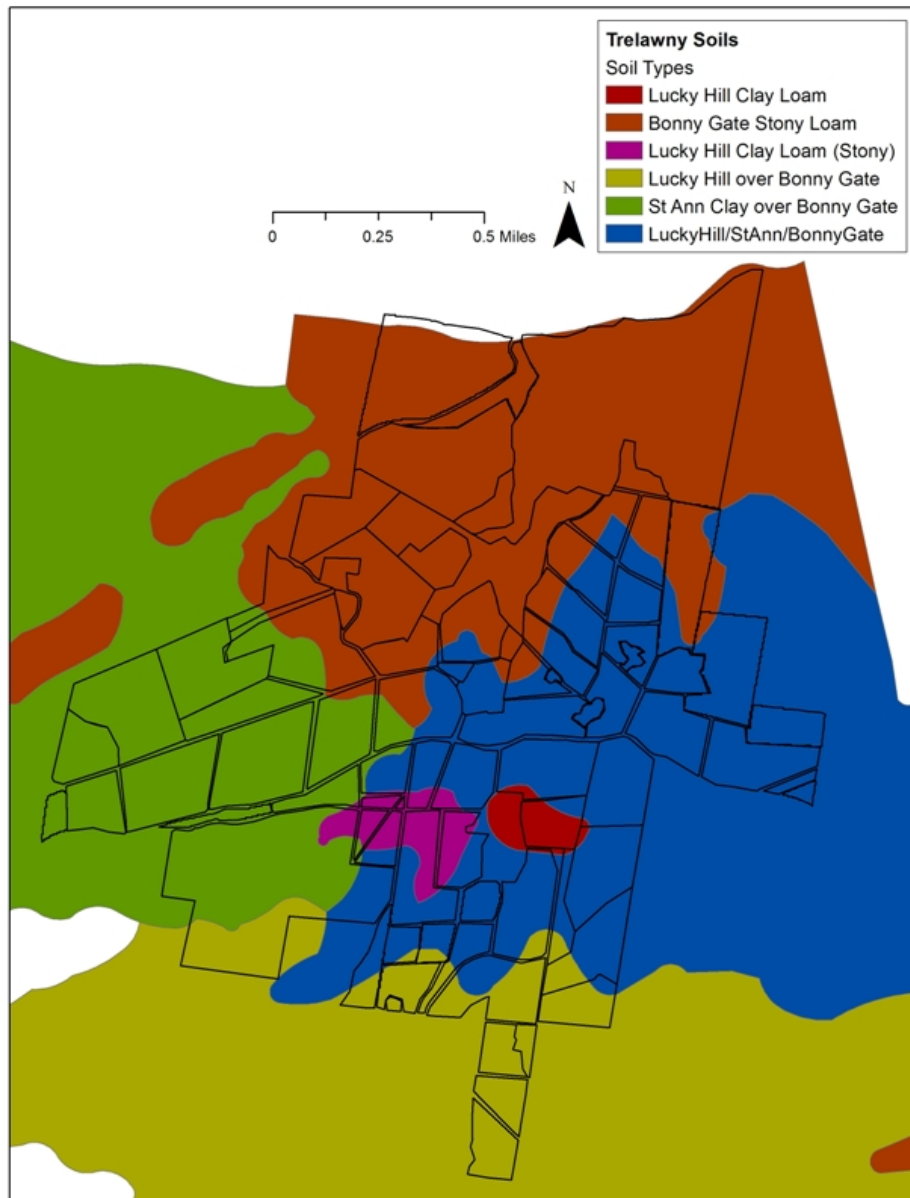 Trelawny Soils
Soil Types
Lucky Hill Clay Loam
Bonny Gate Stony Loam
Lucky Hill Clay Loam (Stony)
Lucky Hill over Bonny Gate
St Ann Clay over Bonny Gate
LuckyHill/StAnn/BonnyGate
N
0 0.25 0.5 Miles